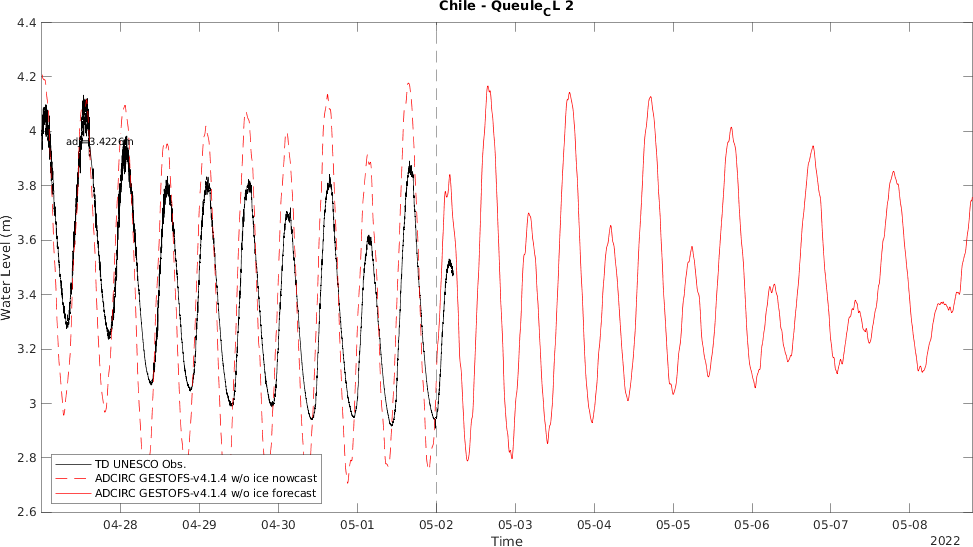 Chile - Queule_CL 2
Water Level (m)
4.4
4.2
4
3.8
3.6
3.4
3.2
3
2.8
2.6
adj=3.4226m
TD UNESCO Obs.
ADCIRC GESTOFS-v4.1.4 w/o ice nowcast
ADCIRC GESTOFS-v4.1.4 w/o ice forecast
04-28 04-29 04-30 05-01 05-02 05-03 05-04 05-05 05-06 05-07 05-08
Time
2022